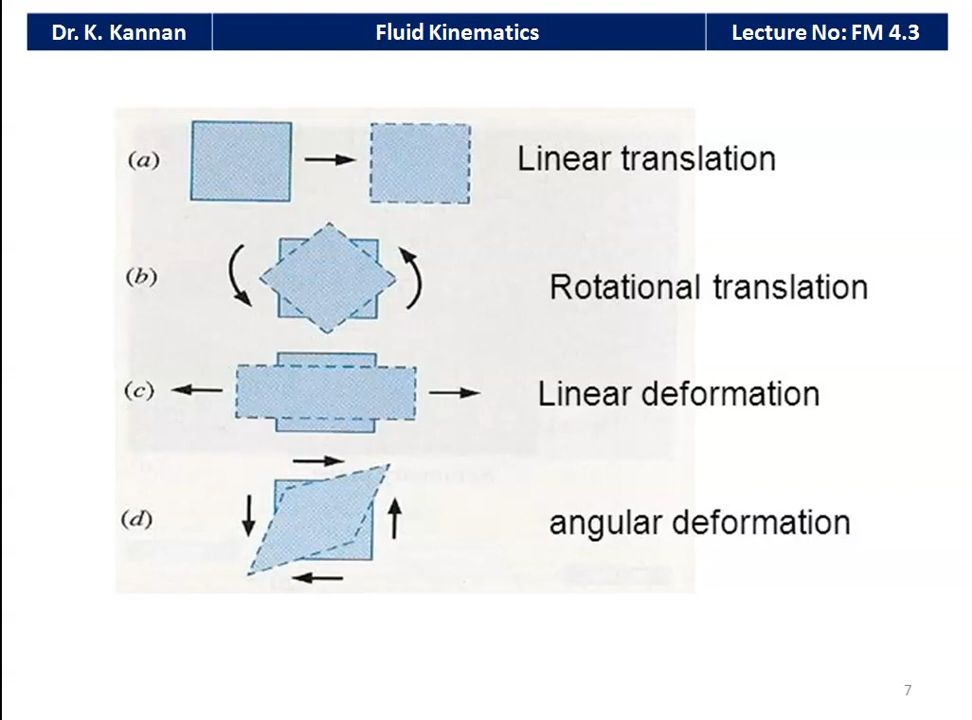 Dr. K. Kannan
Fluid Kinematics
Lecture No: FM 4.3
(a)
Linear translation
(b)
Rotational translation
(c)
Linear deformation
(d)
angular deformation
7